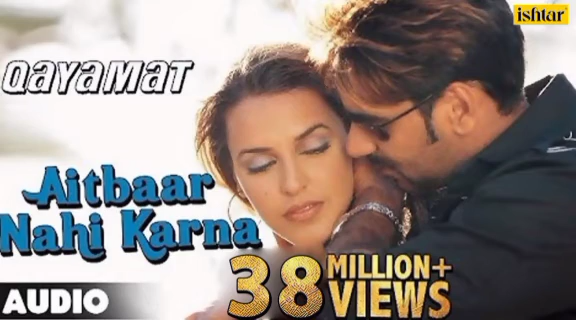 ishtar
QAYAMAT
Aitbaar
Nahi Karna
38 MILLION+
VIEWS
AUDIO